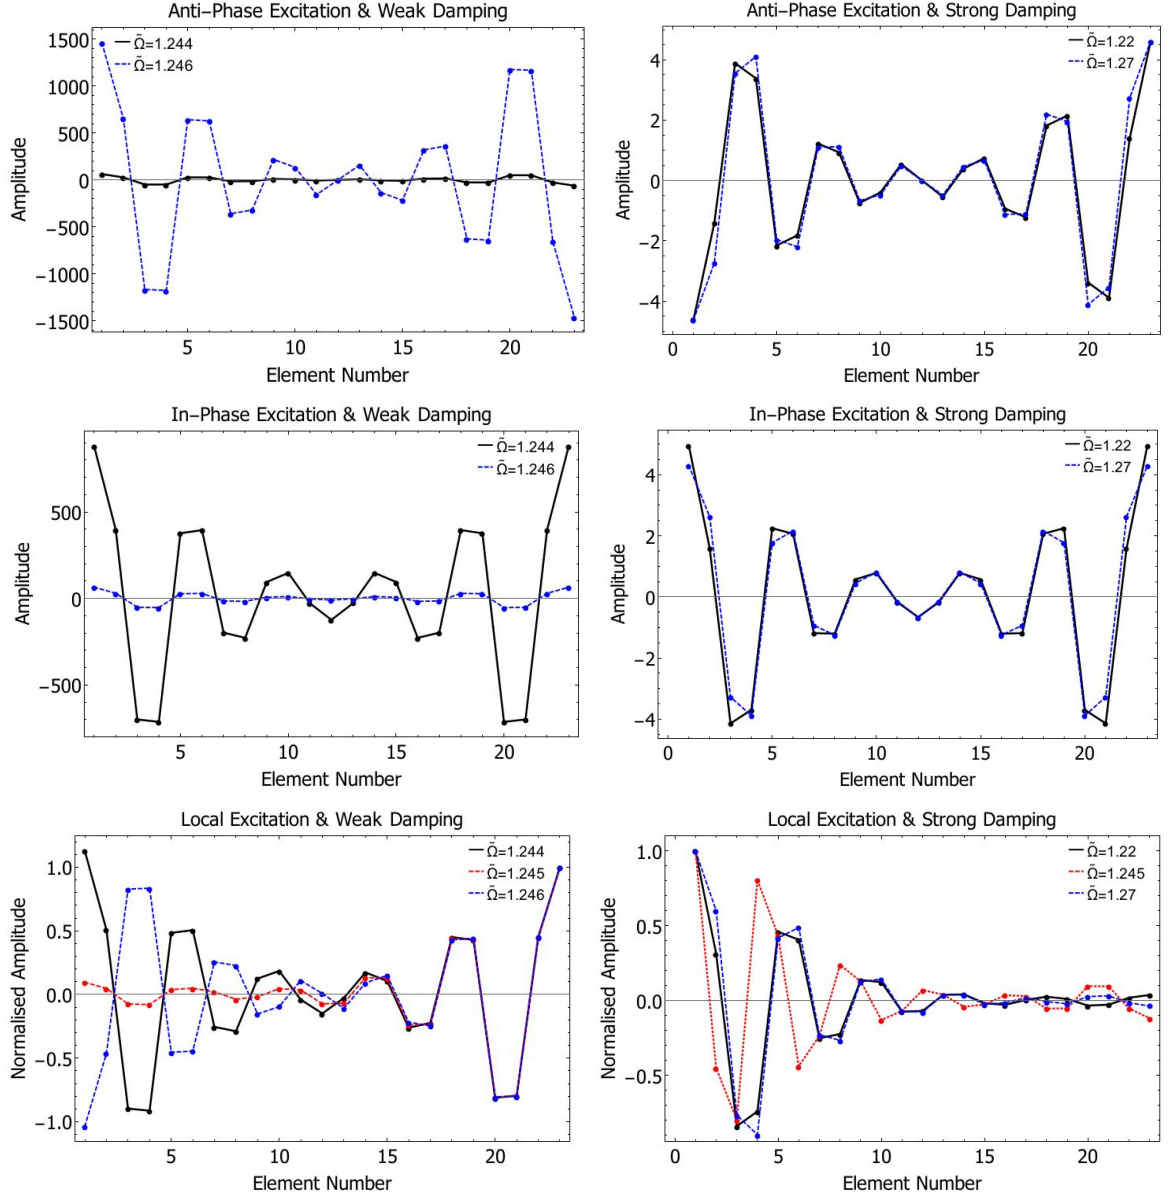 Anti−Phase Excitation & Weak Damping
Ω̃=1.244
Ω̃=1.246
1500
1000
500
0
−500
−1000
−1500
Amplitude
5
10
15
20
Element Number
Anti−Phase Excitation & Strong Damping
Ω̃=1.22
Ω̃=1.27
4
2
0
−2
−4
Amplitude
0
5
10
15
20
Element Number
In−Phase Excitation & Weak Damping
Ω̃=1.244
Ω̃=1.246
500
0
−500
Amplitude
5
10
15
20
Element Number
In−Phase Excitation & Strong Damping
Ω̃=1.22
Ω̃=1.27
4
2
0
−2
−4
Amplitude
0
5
10
15
20
Element Number
Local Excitation & Weak Damping
Ω̃=1.244
Ω̃=1.245
Ω̃=1.246
1.0
0.5
0.0
−0.5
−1.0
Normalised Amplitude
5
10
15
20
Element Number
Local Excitation & Strong Damping
Ω̃=1.22
Ω̃=1.245
Ω̃=1.27
1.0
0.5
0.0
−0.5
Normalised Amplitude
0
5
10
15
20
Element Number